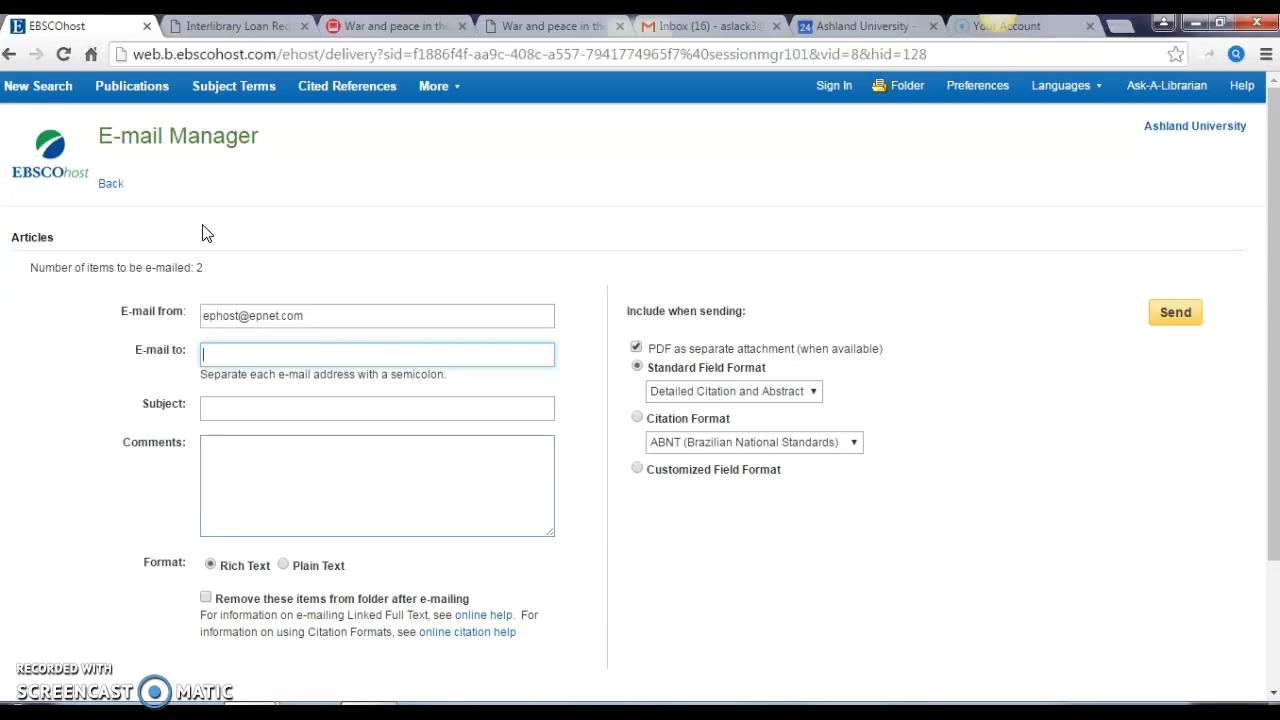 EBSCOhost
Interlibrary Loan Req
War and peace in the
War and peace in the
Inbox (16) - aslack3@
24 Ashland University -
Your Account
web.b.ebscohost.com/ehost/delivery?sid=f1886f4f-aa9c-408c-a557-7941774965f7%40sessionmgr101&vid=8&hid=128
New Search Publications Subject Terms Cited References More Sign In Folder Preferences Languages Ask-A-Librarian Help
E-mail Manager
Ashland University
EBSCOhost
Back
Articles
Number of items to be e-mailed: 2
E-mail from: ephost@epnet.com
E-mail to:
Separate each e-mail address with a semicolon.
Subject:
Comments:
Format: Rich Text Plain Text
Remove these items from folder after e-mailing
For information on e-mailing Linked Full Text, see online help. For
information on using Citation Formats, see online citation help
Include when sending:
Send
PDF as separate attachment (when available)
Standard Field Format
Detailed Citation and Abstract
Citation Format
ABNT (Brazilian National Standards)
Customized Field Format
RECORDED WITH
SCREENCAST MATIC